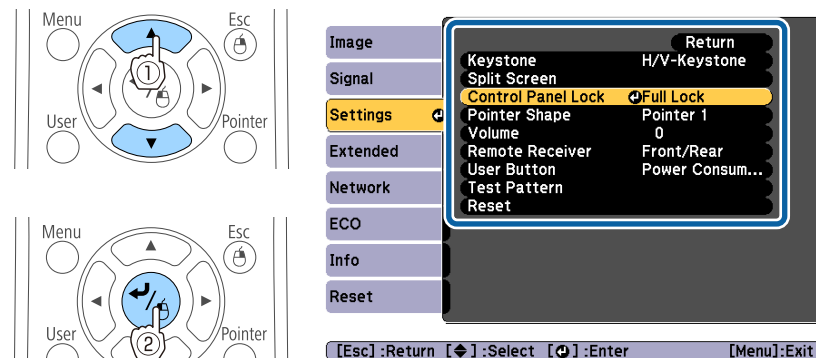 Menu
Esc
①
User
Pointer
Menu
Esc
②
User
Pointer
Image
Signal
Settings
Extended
Network
ECO
Info
Reset
Return
Keystone H/V-Keystone
Split Screen
Control Panel Lock Full Lock
Pointer Shape Pointer 1
Volume 0
Remote Receiver Front/Rear
User Button Power Consum...
Test Pattern
Reset
[Esc] :Return [◆] :Select [⏎] :Enter [Menu]:Exit